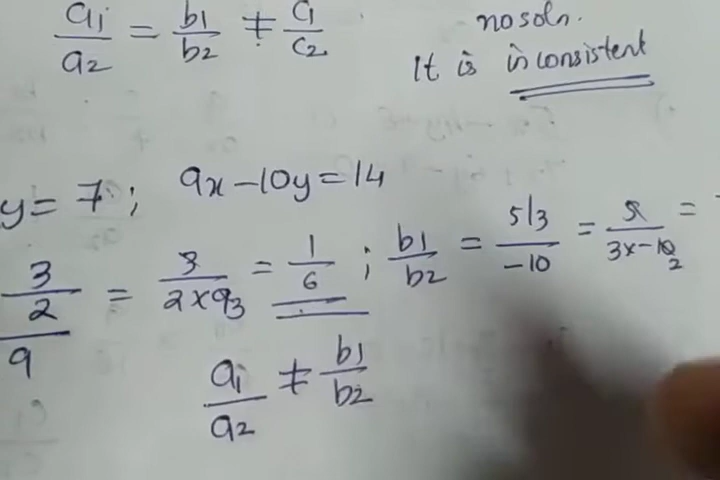 a1/a2 = b1/b2 ≠ c1/c2 no soln.
It is inconsistent
y = 7; 9x - 10y = 14
3/2/9 = 3/2×9 3 = 1/6 ; b1/b2 = 5/3/-10 = 5/3×-10 2 =
a1/a2 ≠ b1/b2